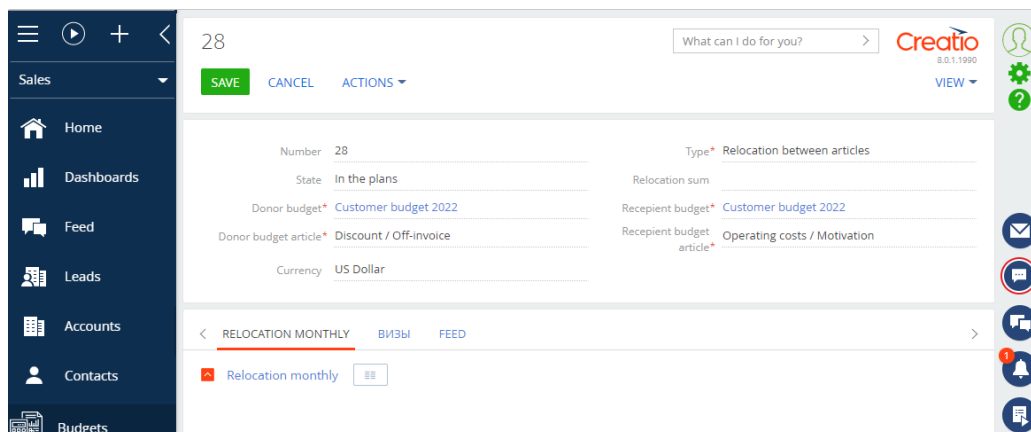 28
What can I do for you?
Creatio
8.0.1.1990
Sales
SAVE CANCEL ACTIONS VIEW
Home
Dashboards
Feed
Leads
Accounts
Contacts
Budgets
Number 28
Type* Relocation between articles
State In the plans
Relocation sum
Donor budget* Customer budget 2022
Recepient budget* Customer budget 2022
Donor budget article* Discount / Off-invoice
Recepient budget
article* Operating costs / Motivation
Currency US Dollar
RELOCATION MONTHLY ВИЗЫ FEED
Relocation monthly
1